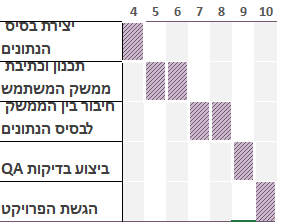 4 5 6 7 8 9 10
יצירת בסיס
הנתונים
תכנון וכתיבת
ממשק המשתמש
חיבור בין הממשק
לבסיס הנתונים
ביצוע בדיקות QA
הגשת הפרויקט